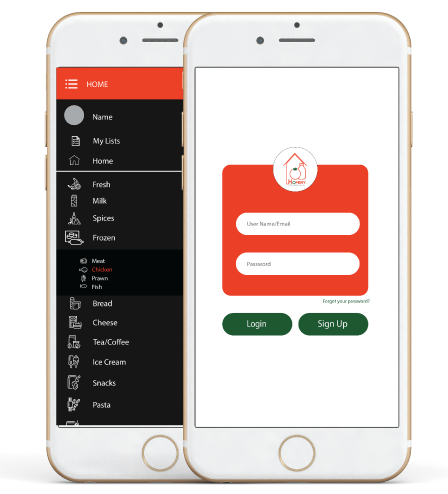 HOME
Name
My Lists
Home
Fresh
Milk
Spices
Frozen
Meat
Chicken
Prawn
Fish
Bread
Cheese
Tea/Coffee
Ice Cream
Snacks
Pasta
User Name/Email
Password
Forget your password?
Login
Sign Up